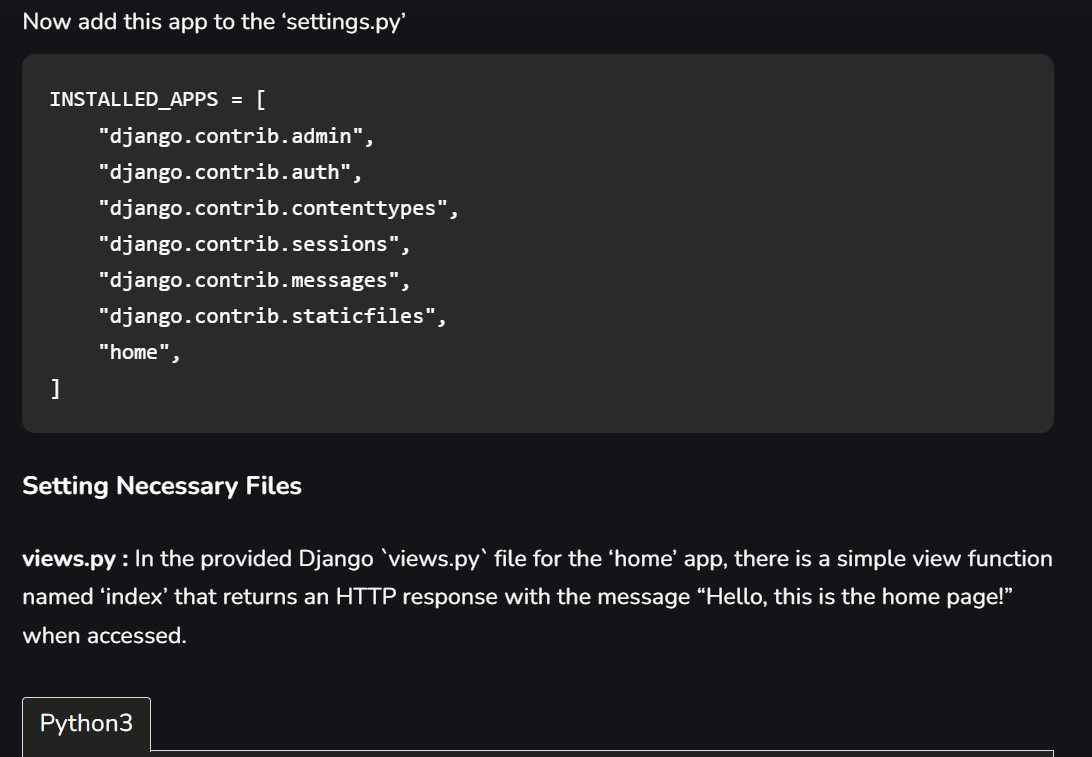 Now add this app to the ‘settings.py’
INSTALLED_APPS = [
    "django.contrib.admin",
    "django.contrib.auth",
    "django.contrib.contenttypes",
    "django.contrib.sessions",
    "django.contrib.messages",
    "django.contrib.staticfiles",
    "home",
]
Setting Necessary Files
views.py : In the provided Django `views.py` file for the ‘home’ app, there is a simple view function
named ‘index’ that returns an HTTP response with the message “Hello, this is the home page!”
when accessed.
Python3